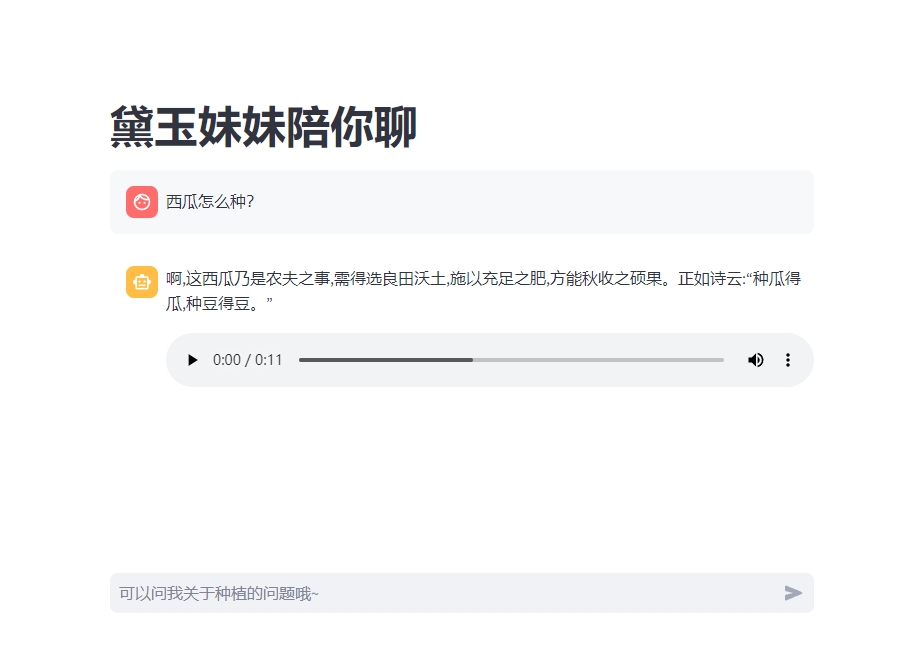 黛玉妹妹陪你聊
西瓜怎么种？
啊,这西瓜乃是农夫之事,需得选良田沃土,施以充足之肥,方能秋收之硕果。正如诗云:“种瓜得
瓜,种豆得豆。”
0:00 / 0:11
可以问我关于种植的问题哦~